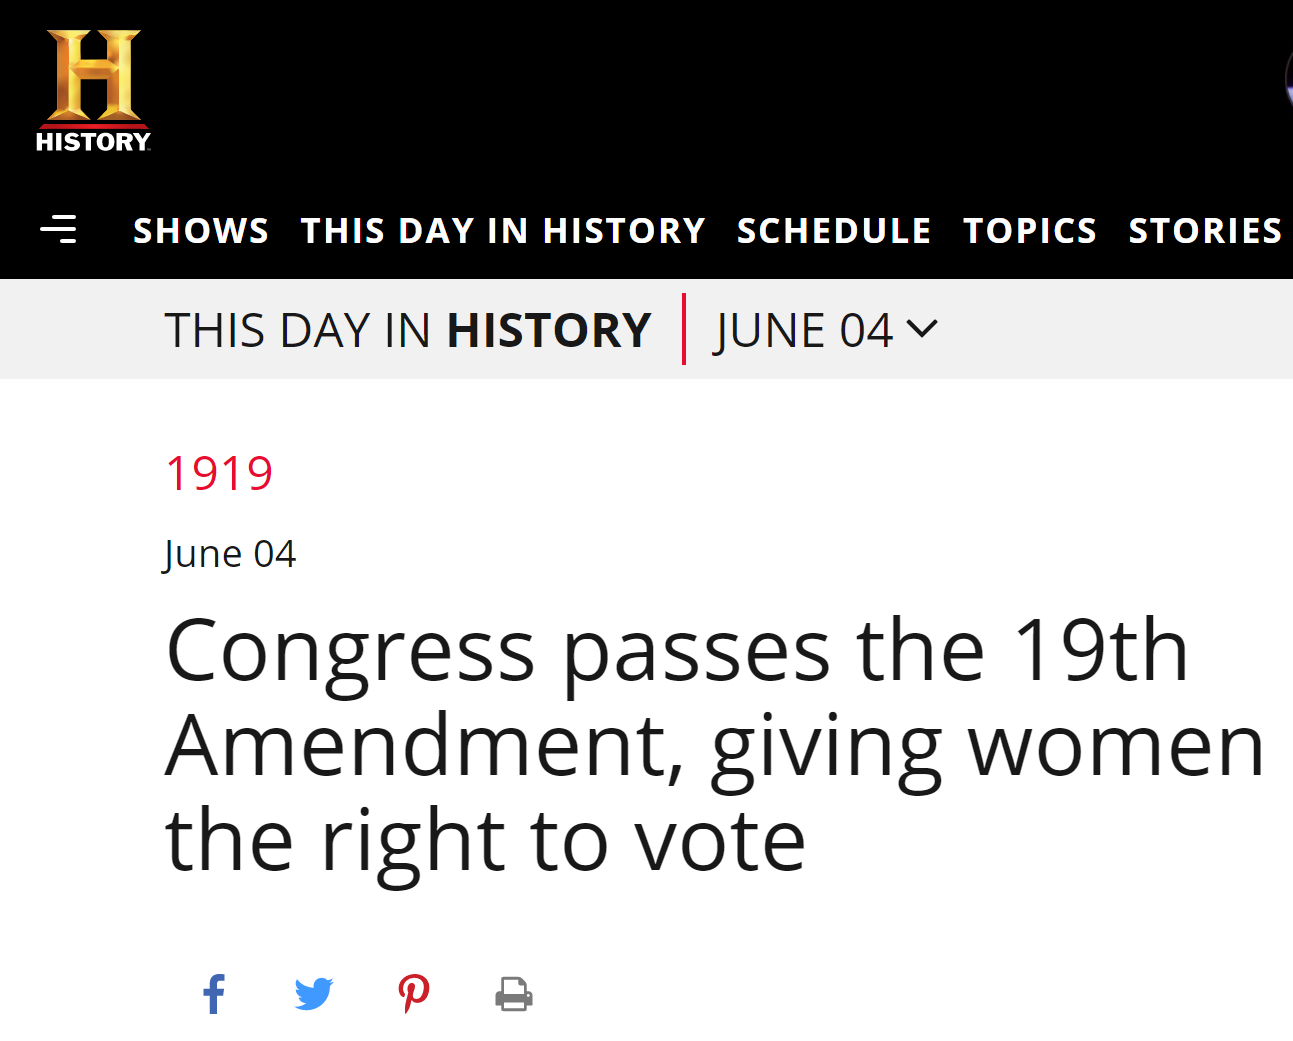 H
HISTORY
SHOWS THIS DAY IN HISTORY SCHEDULE TOPICS STORIES
THIS DAY IN HISTORY JUNE 04
1919
June 04
Congress passes the 19th
Amendment, giving women
the right to vote